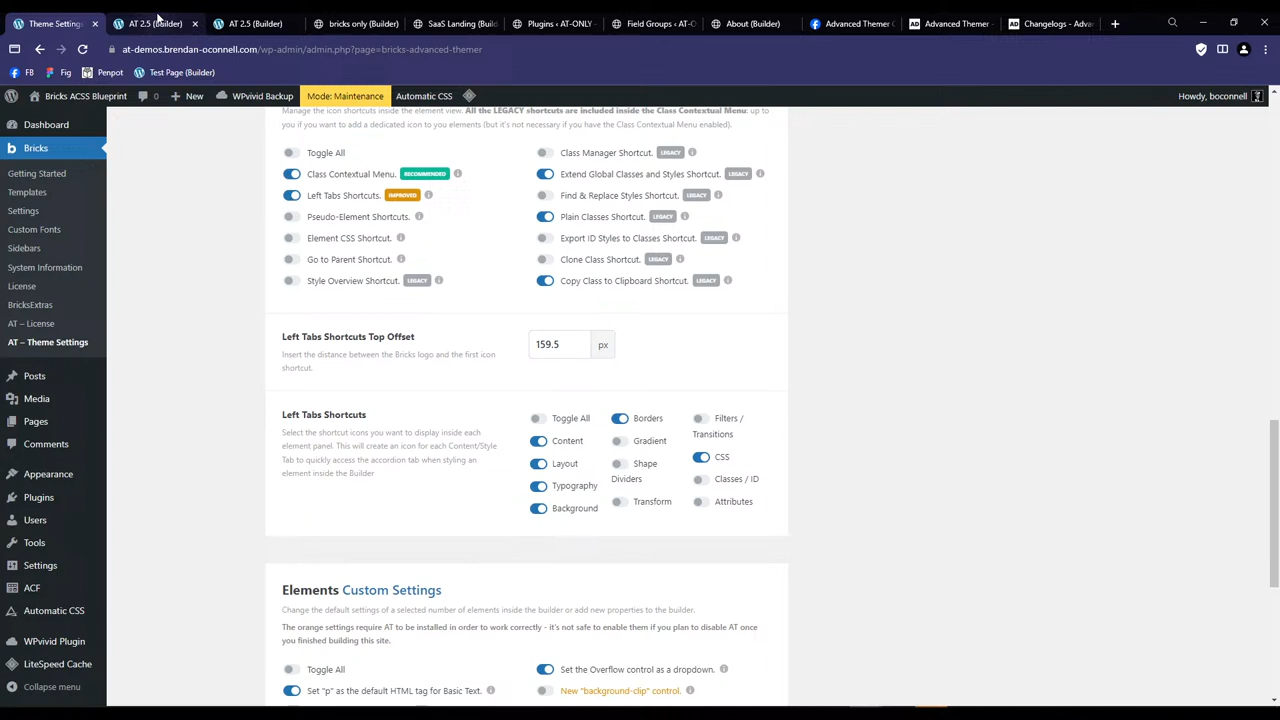 Theme Setting
AT 2.5 (Builder)
AT 2.5 (Builder)
bricks only (Builder)
SaaS Landing (Build
Plugins ‹ AT-ONLY —
Field Groups ‹ AT-O
About (Builder)
Advanced Themer C
Advanced Themer -
Changelogs - Adva
at-demos.brendan-oconnell.com/wp-admin/admin.php?page=bricks-advanced-themer
FB
Fig
Penpot
Test Page (Builder)
Bricks ACSS Blueprint
0
New
WPvivid Backup
Mode: Maintenance
Automatic CSS
Howdy, boconnell
Dashboard
Bricks
Getting Started
Custom Fonts
Sidebars
System Information
License
BricksExtras
AT – License
AT – Theme Settings
Posts
Media
Pages
Comments
Appearance
Plugins
Users
Tools
Settings
ACF
Automatic CSS
WPvivid Plugin
LiteSpeed Cache
Collapse menu
Manage the icon shortcuts inside the element view. All the LEGACY shortcuts are included inside the Class Contextual Menu: up to
you if you want to add a dedicated icon to you elements (but it's not necessary if you have the Class Contextual Menu enabled).
Toggle All
Class Contextual Menu. RECOMMENDED
Left Tabs Shortcuts. IMPROVED
Pseudo-Element Shortcuts.
Element CSS Shortcut.
Go to Parent Shortcut.
Style Overview Shortcut. LEGACY
Class Manager Shortcut. LEGACY
Extend Global Classes and Styles Shortcut. LEGACY
Find & Replace Styles Shortcut. LEGACY
Plain Classes Shortcut. LEGACY
Export ID Styles to Classes Shortcut. LEGACY
Clone Class Shortcut. LEGACY
Copy Class to Clipboard Shortcut. LEGACY
Left Tabs Shortcuts Top Offset
Insert the distance between the Bricks logo and the first icon
shortcut.
159.5
px
Left Tabs Shortcuts
Select the shortcut icons you want to display inside each
element panel. This will create an icon for each Content/Style
Tab to quickly access the accordion tab when styling an
element inside the Builder
Toggle All
Content
Layout
Typography
Background
Borders
Gradient
Shape
Dividers
Transform
Filters /
Transitions
CSS
Classes / ID
Attributes
Elements Custom Settings
Change the default settings of a selected number of elements inside the builder or add new properties to the builder.
The orange settings require AT to be installed in order to work correctly - it's not safe to enable them if you plan to disable AT once
you finished building this site.
Toggle All
Set "p" as the default HTML tag for Basic Text.
Set the Overflow control as a dropdown.
New "background-clip" control.